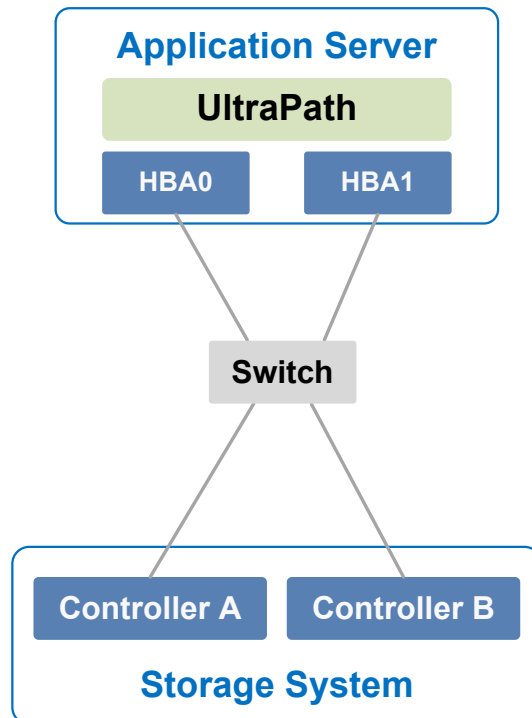 Application Server
UltraPath
HBA0 HBA1
Switch
Controller A Controller B
Storage System